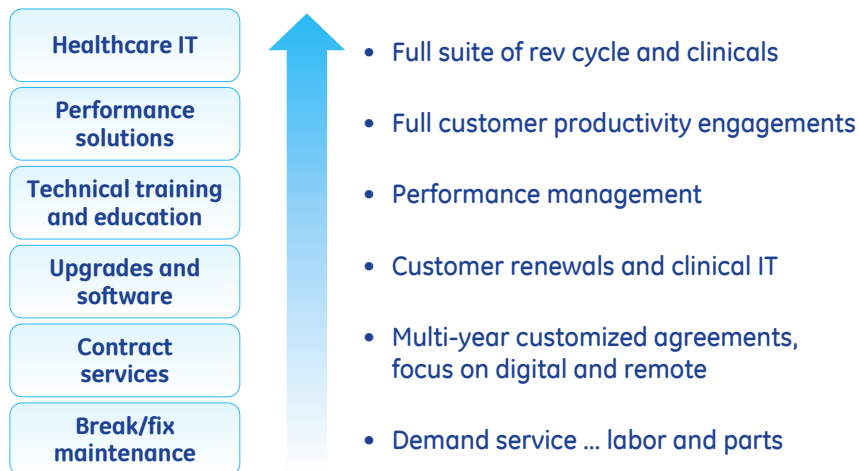 Healthcare IT
• Full suite of rev cycle and clinicals
Performance
solutions
• Full customer productivity engagements
Technical training
and education
• Performance management
Upgrades and
software
• Customer renewals and clinical IT
Contract
services
• Multi-year customized agreements,
focus on digital and remote
Break/fix
maintenance
• Demand service ... labor and parts